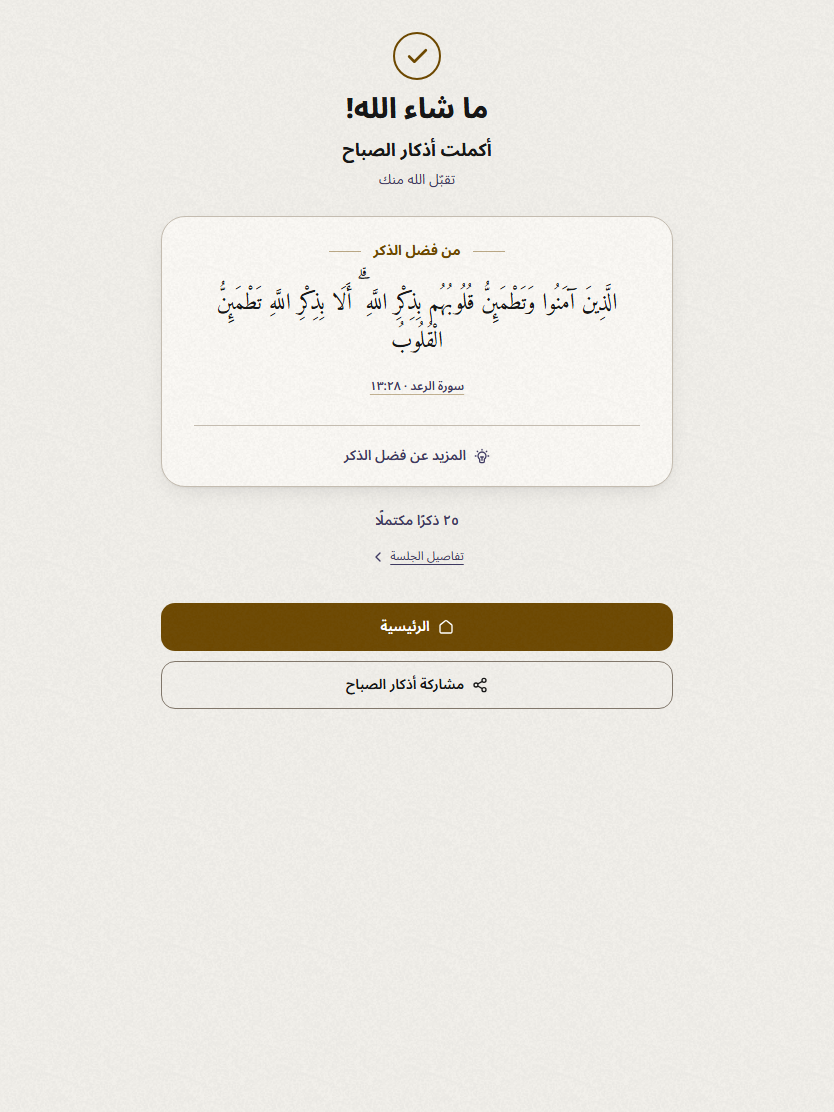 ما شاء الله!
أكملت أذكار الصباح
تقبّل الله منك
من فضل الذكر
الَّذِينَ آمَنُوا وَتَطْمَئِنُّ قُلُوبُهُم بِذِكْرِ اللَّهِ ۗ أَلَا بِذِكْرِ اللَّهِ تَطْمَئِنُّ
الْقُلُوبُ
سورة الرعد · ١٣:٢٨
المزيد عن فضل الذكر
٢٥ ذكرًا مكتملًا
تفاصيل الجلسة
الرئيسية
مشاركة أذكار الصباح